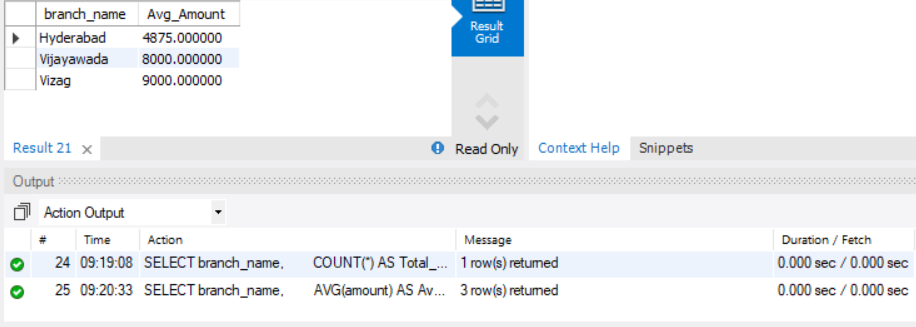 branch_name Avg_Amount
Hyderabad 4875.000000
Vijayawada 8000.000000
Vizag 9000.000000
Result
Grid
Result 21 Read Only Context Help Snippets
Output
Action Output
# Time Action Message Duration / Fetch
24 09:19:08 SELECT branch_name, COUNT(*) AS Total_... 1 row(s) returned 0.000 sec / 0.000 sec
25 09:20:33 SELECT branch_name, AVG(amount) AS Av... 3 row(s) returned 0.000 sec / 0.000 sec